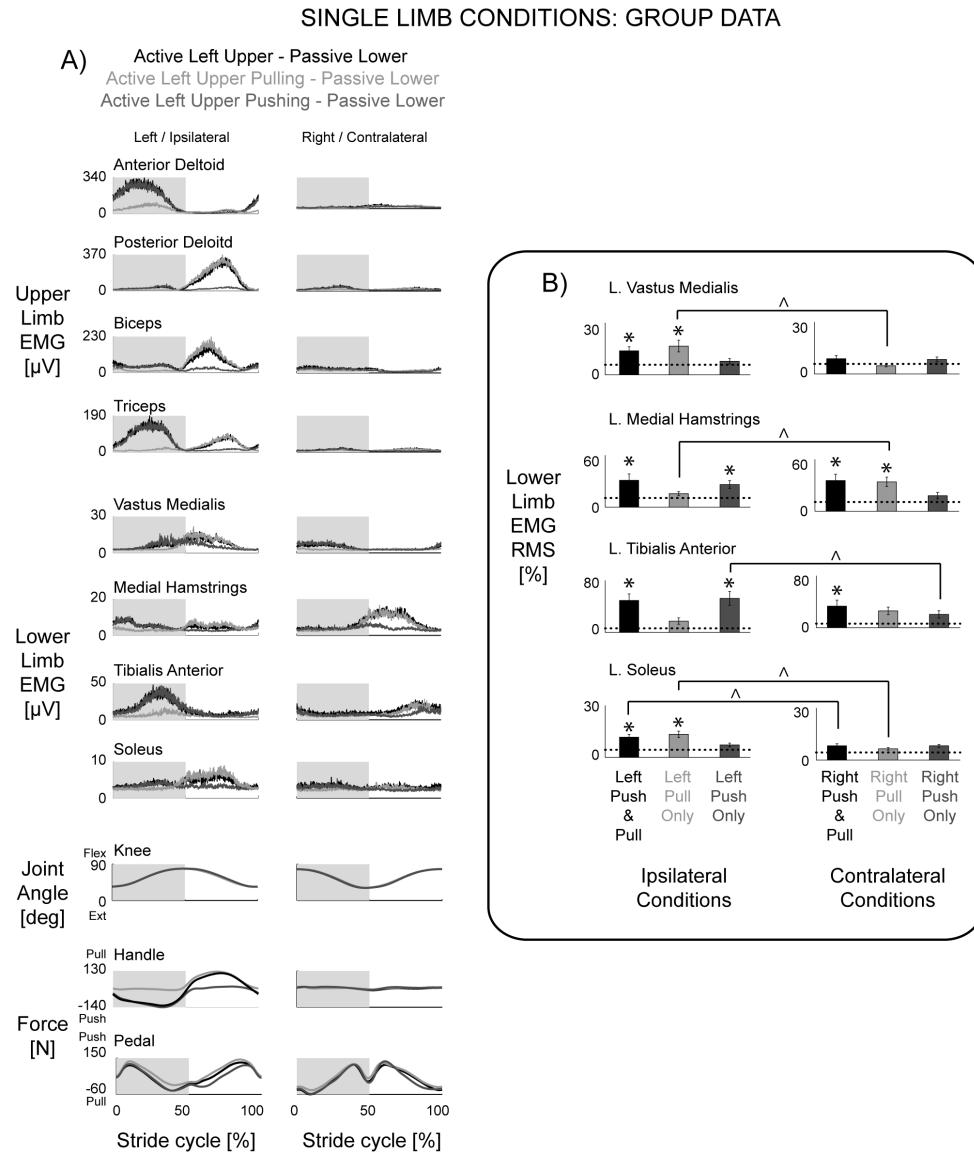 SINGLE LIMB CONDITIONS: GROUP DATA
A)
Active Left Upper - Passive Lower
Active Left Upper Pulling - Passive Lower
Active Left Upper Pushing - Passive Lower
Left / Ipsilateral
Right / Contralateral
Upper
Limb
EMG
[µV]
Anterior Deltoid
340
0
Posterior Deloitd
370
0
Biceps
230
0
Triceps
190
0
Lower
Limb
EMG
[µV]
Vastus Medialis
30
0
Medial Hamstrings
20
0
Tibialis Anterior
50
0
Soleus
10
0
Joint
Angle
[deg]
Knee
Flex
90
0
Ext
Force
[N]
Handle
Pull
130
-140
Push
Pedal
Push
150
-60
Pull
0 50 100
0 50 100
Stride cycle [%]
Stride cycle [%]
B)
Lower
Limb
EMG
RMS
[%]
L. Vastus Medialis
^
30
0
* *
30
0
L. Medial Hamstrings
^
60
0
* *
60
0
* *
L. Tibialis Anterior
^
80
0
* *
80
0
*
L. Soleus
^
^
30
0
* *
30
0
Left
Push
&
Pull
Left
Pull
Only
Left
Push
Only
Right
Push
&
Pull
Right
Pull
Only
Right
Push
Only
Ipsilateral
Conditions
Contralateral
Conditions